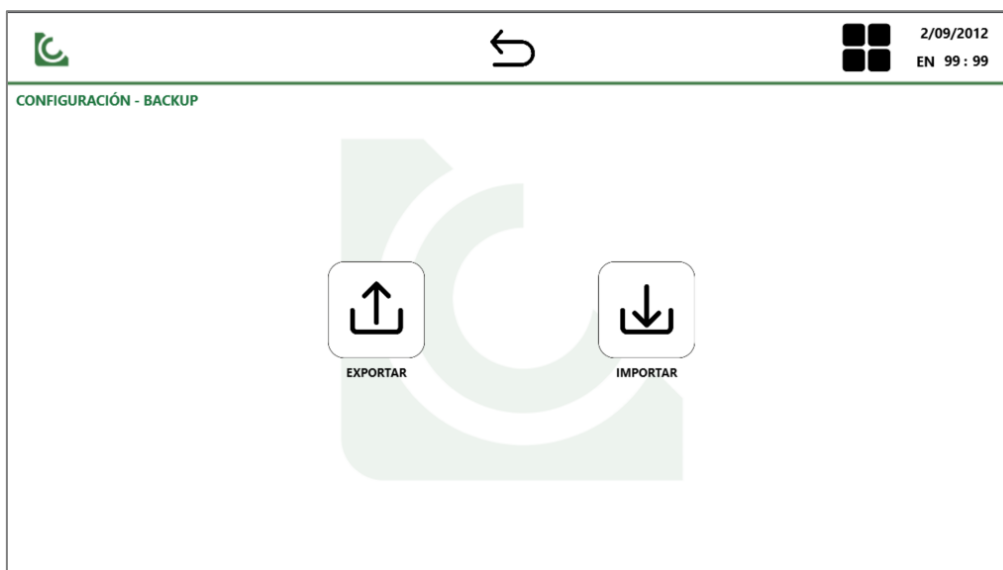 2/09/2012
EN 99 : 99
CONFIGURACIÓN - BACKUP
EXPORTAR
IMPORTAR